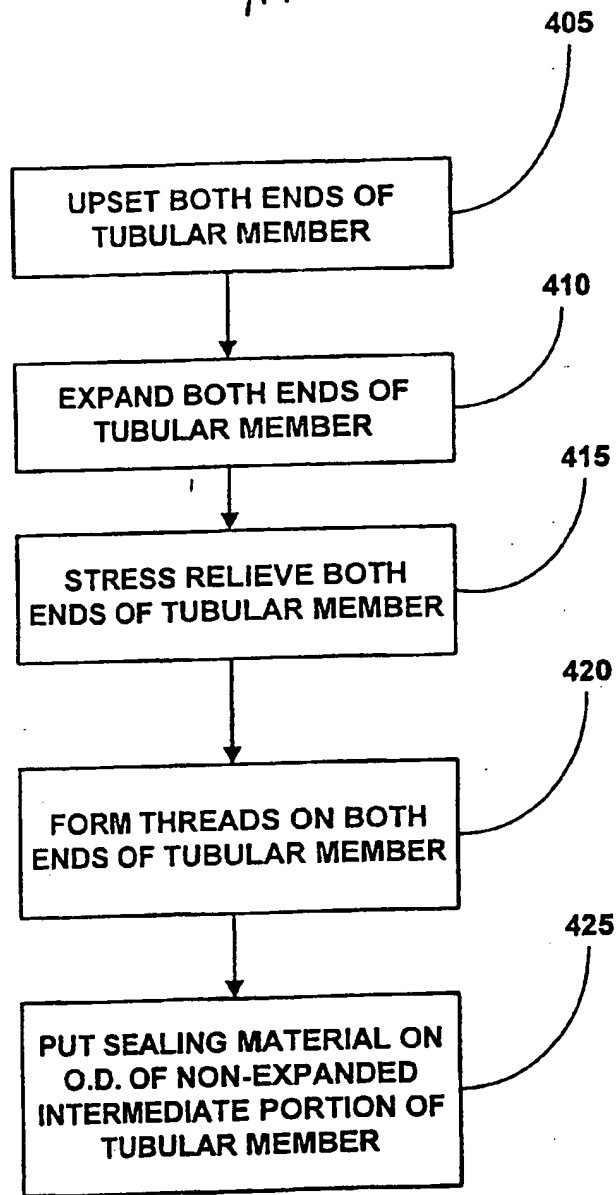 405
UPSET BOTH ENDS OF
TUBULAR MEMBER
410
EXPAND BOTH ENDS OF
TUBULAR MEMBER
415
STRESS RELIEVE BOTH
ENDS OF TUBULAR MEMBER
420
FORM THREADS ON BOTH
ENDS OF TUBULAR MEMBER
425
PUT SEALING MATERIAL ON
O.D. OF NON-EXPANDED
INTERMEDIATE PORTION OF
TUBULAR MEMBER